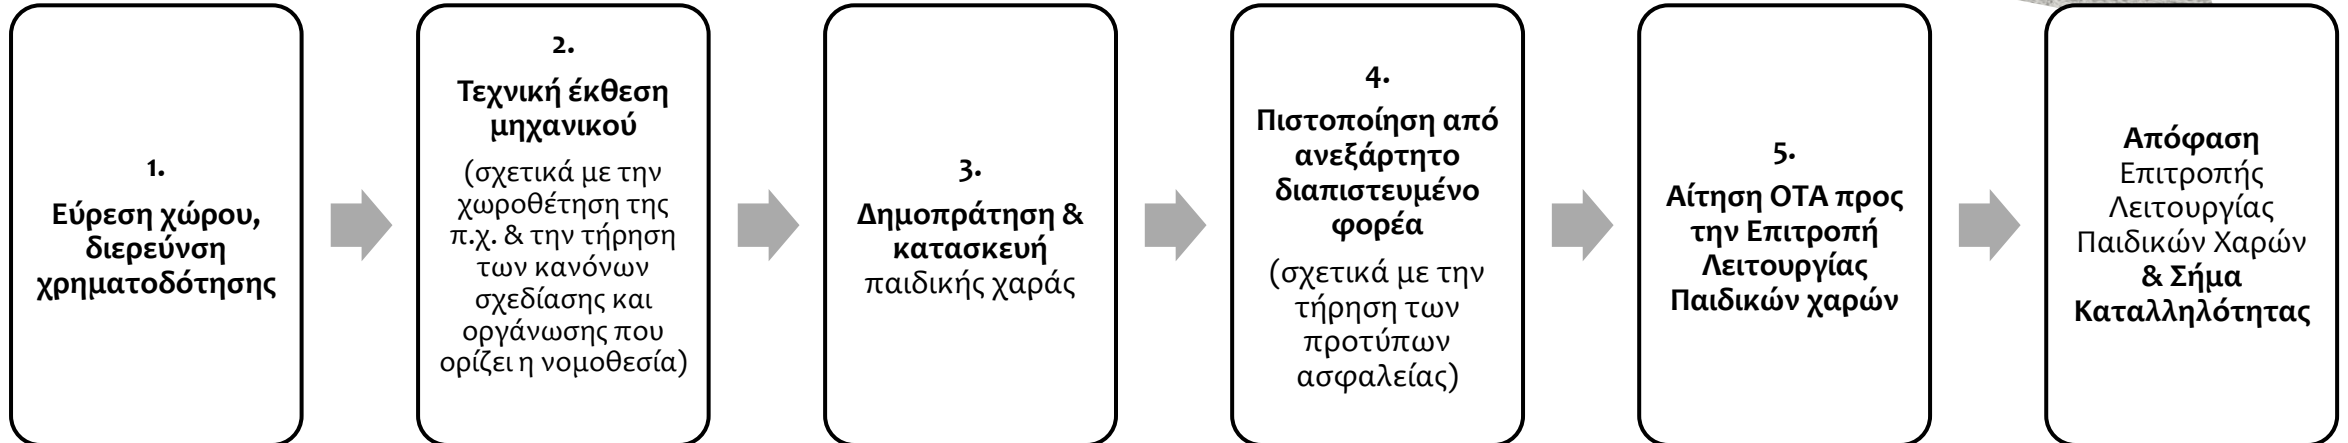 1.
Εύρεση χώρου,
διερεύνση
χρηματοδότησης
2.
Τεχνική έκθεση
μηχανικού
(σχετικά με την
χωροθέτηση της
π.χ. & την τήρηση
των κανόνων
σχεδίασης και
οργάνωσης που
ορίζει η νομοθεσία)
3.
Δημοπράτηση &
κατασκευή
παιδικής χαράς
4.
Πιστοποίηση από
ανεξάρτητο
διαπιστευμένο
φορέα
(σχετικά με την
τήρηση των
προτύπων
ασφαλείας)
5.
Αίτηση ΟΤΑ προς
την Επιτροπή
Λειτουργίας
Παιδικών χαρών
Απόφαση
Επιτροπής
Λειτουργίας
Παιδικών Χαρών
& Σήμα
Καταλληλότητας